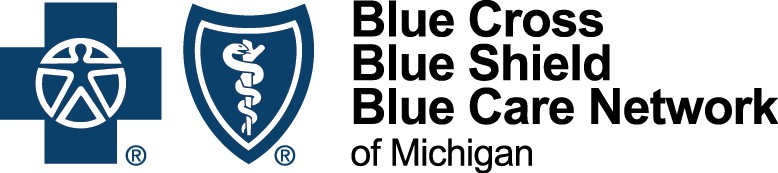 Blue Cross
Blue Shield
Blue Care Network
of Michigan
® ®